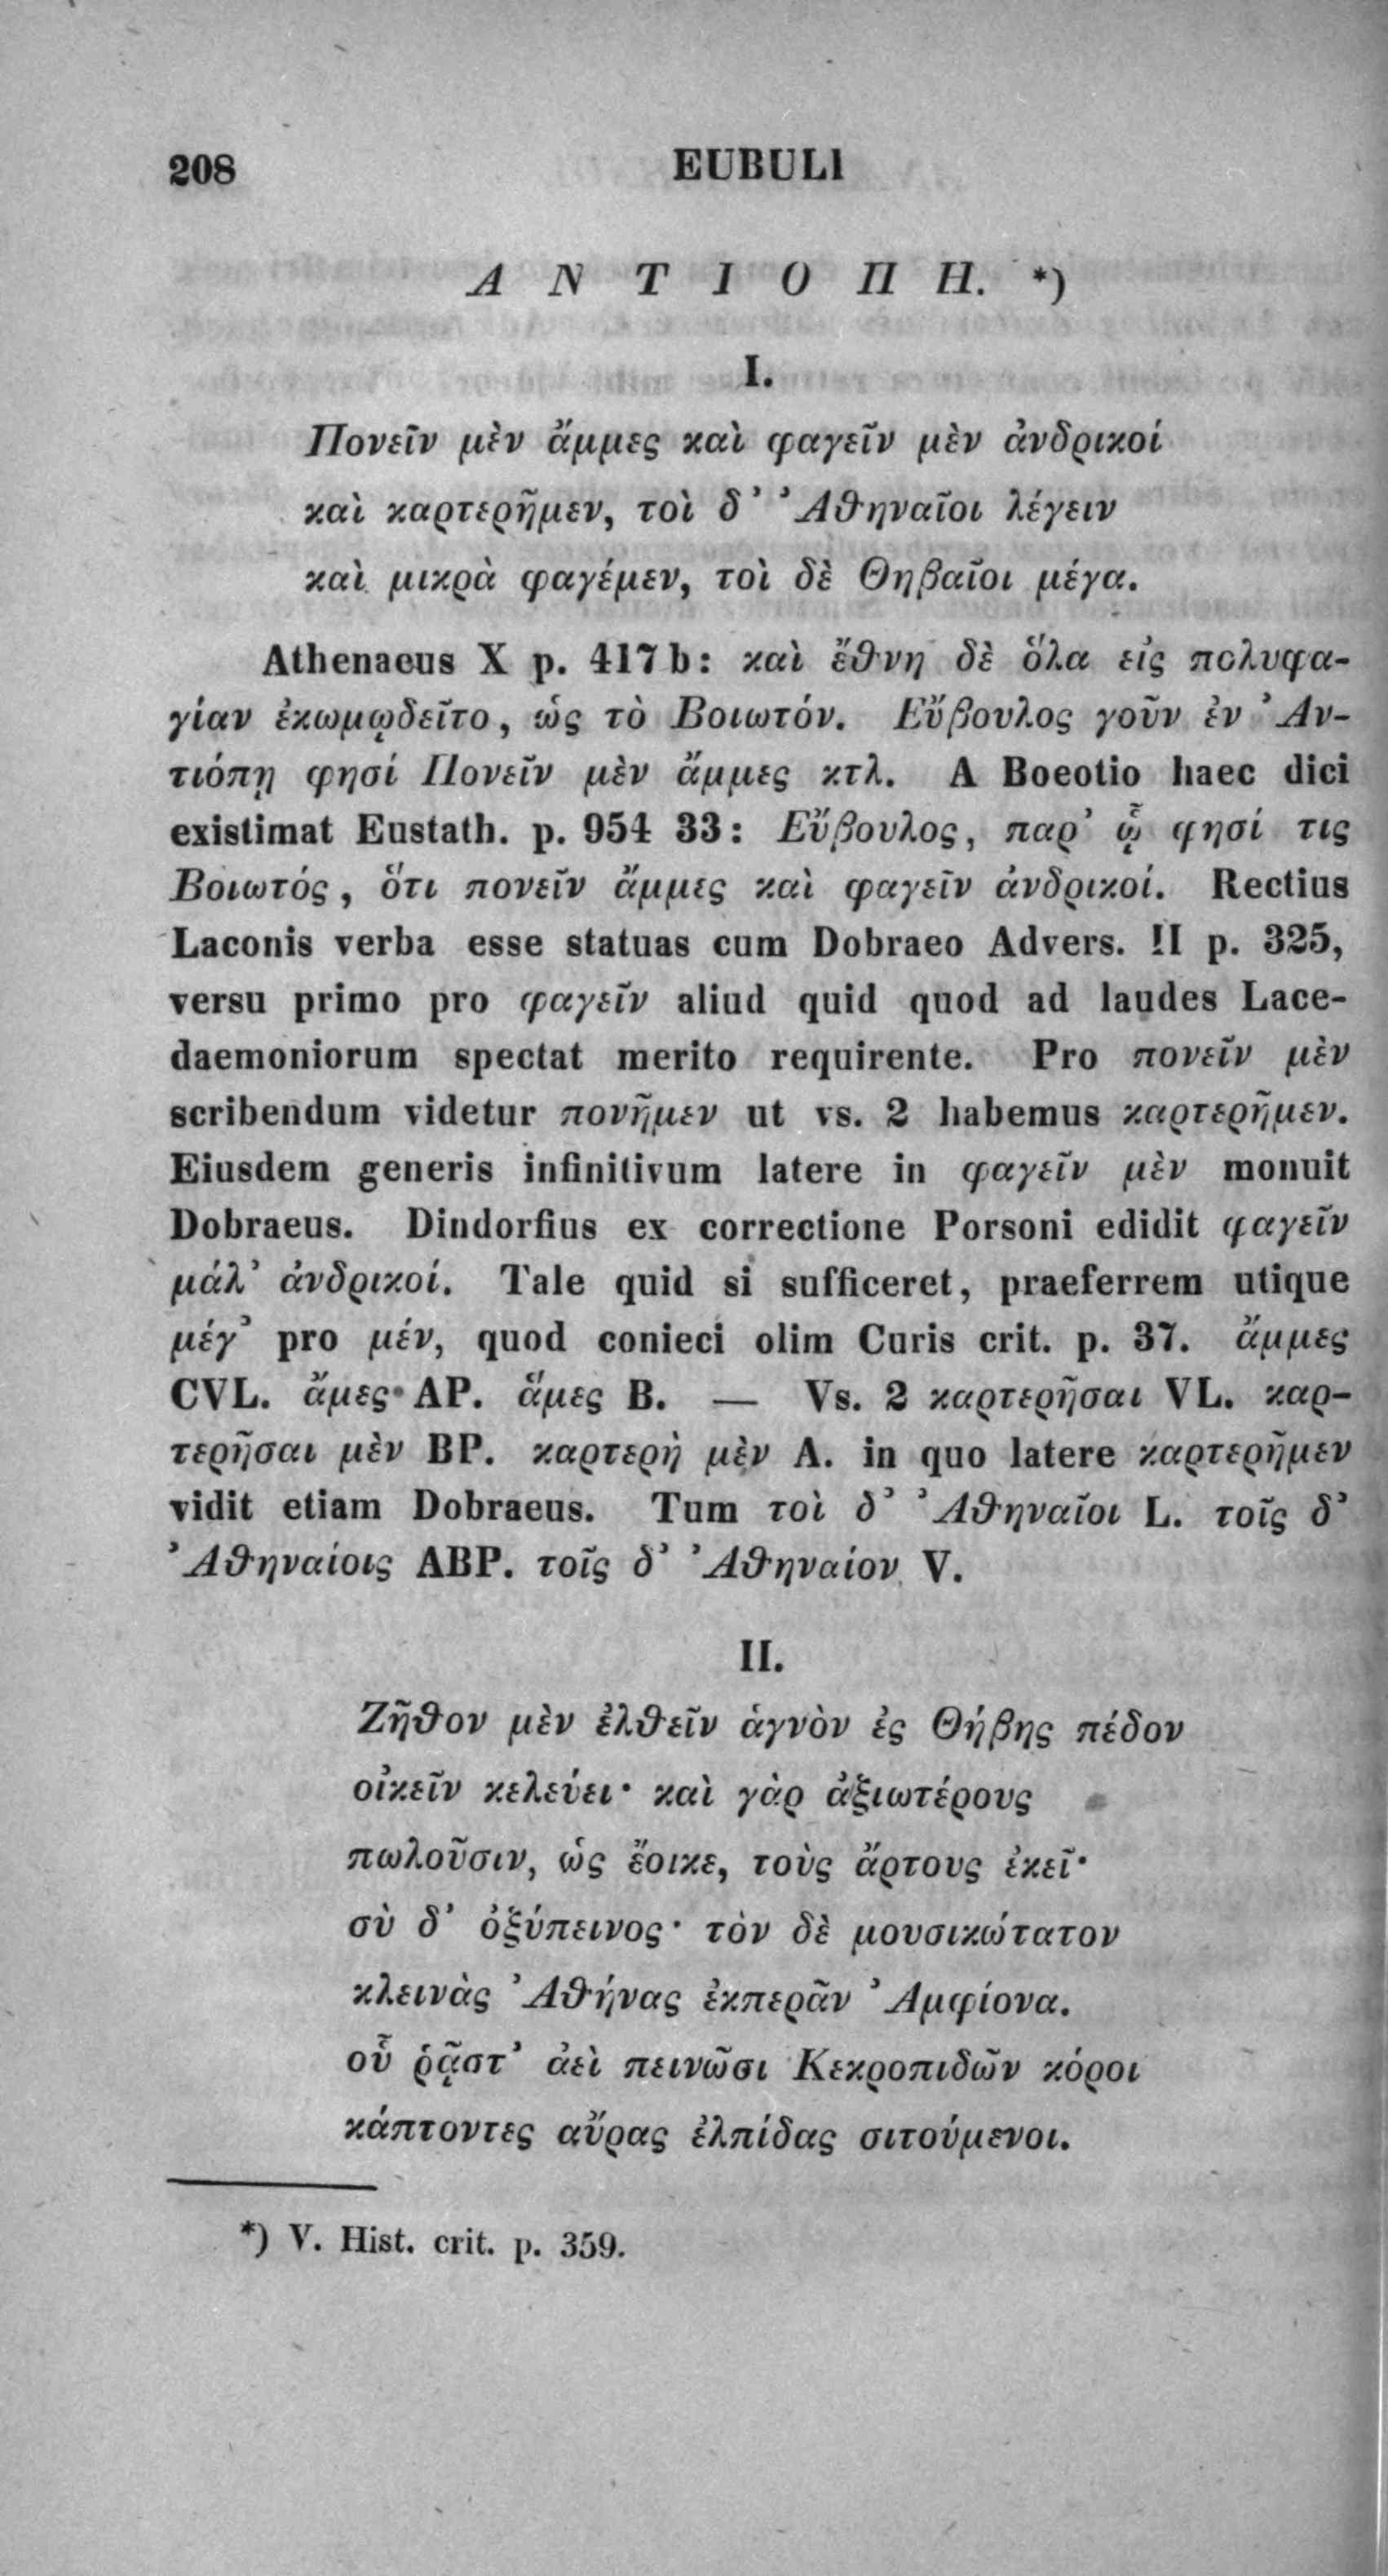 208
EUBULI
ΑΝΤΙΟΠΗ. *)
I.
Πονεῖν μὲν ἄμμες καὶ φαγεῖν μὲν ἀνδρικοί
καὶ καρτερῆμεν, τοὶ δ' Ἀθηναῖοι λέγειν
καὶ μικρὰ φαγέμεν, τοὶ δὲ Θηβαῖοι μέγα.
Athenaeus X p. 417 b: καὶ ἔθνη δὲ ὅλα εἰς πολυφα-
γίαν ἐκωμῳδεῖτο, ὡς τὸ Βοιωτόν. Εὔβουλος γοῦν ἐν Ἀν-
τιόπῃ φησί Πονεῖν μὲν ἄμμες κτλ. A Boeotio haec dici
existimat Eustath. p. 954 33: Εὔβουλος, παρ' ᾧ φησί τις
Βοιωτός, ὅτι πονεῖν ἄμμες καὶ φαγεῖν ἀνδρικοί. Rectius
Laconis verba esse statuas cum Dobraeo Advers. II p. 325,
versu primo pro φαγεῖν aliud quid quod ad laudes Lace-
daemoniorum spectat merito requirente. Pro πονεῖν μὲν
scribendum videtur πονῆμεν ut vs. 2 habemus καρτερῆμεν.
Eiusdem generis infinitivum latere in φαγεῖν μὲν monuit
Dobraeus. Dindorfius ex correctione Porsoni edidit φαγεῖν
μάλ' ἀνδρικοί. Tale quid si sufficeret, praeferrem utique
μέγ' pro μέν, quod conieci olim Curis crit. p. 37. ἄμμες
CVL. ἄμες AP. ἅμες B. — Vs. 2 καρτερῆσαι VL. καρ-
τερῆσαι μὲν BP. καρτερὴ μὲν A. in quo latere καρτερῆμεν
vidit etiam Dobraeus. Tum τοὶ δ' Ἀθηναῖοι L. τοῖς δ'
Ἀθηναίοις ABP. τοῖς δ' Ἀθηναίον V.
II.
Ζῆθον μὲν ἐλθεῖν ἁγνὸν ἐς Θήβης πέδον
οἰκεῖν κελεύει· καὶ γὰρ ἀξιωτέρους
πωλοῦσιν, ὡς ἔοικε, τοὺς ἄρτους ἐκεῖ·
σὺ δ' ὀξύπεινος· τὸν δὲ μουσικώτατον
κλεινὰς Ἀθήνας ἐκπερᾶν Ἀμφίονα.
οὗ ῥᾷστ' ἀεὶ πεινῶσι Κεκροπιδῶν κόροι
κάπτοντες αὔρας ἐλπίδας σιτούμενοι.
*) V. Hist. crit. p. 359.